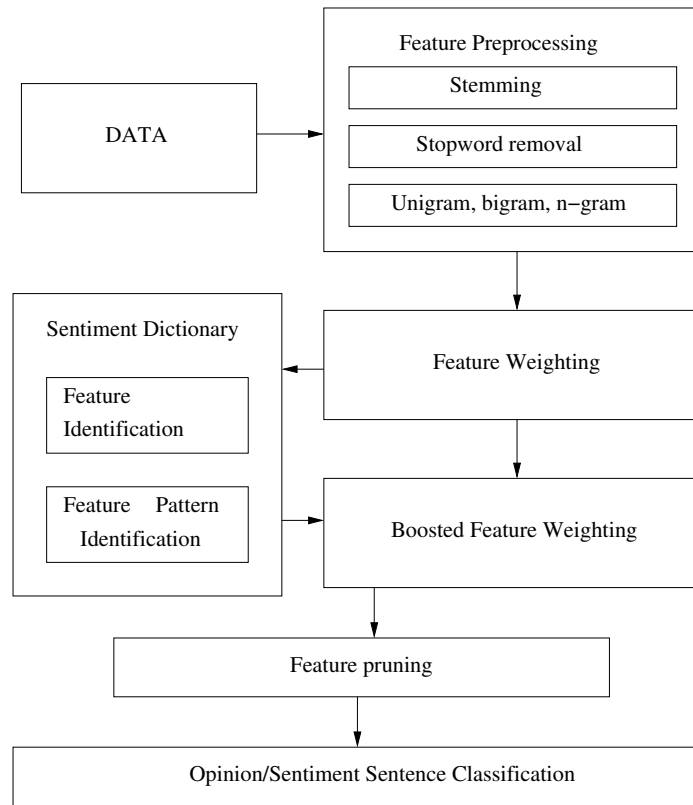 Feature Preprocessing
Stemming
DATA
Stopword removal
Unigram, bigram, n−gram
Sentiment Dictionary
Feature Weighting
Feature
Identification
Feature Pattern
Identification
Boosted Feature Weighting
Feature pruning
Opinion/Sentiment Sentence Classification